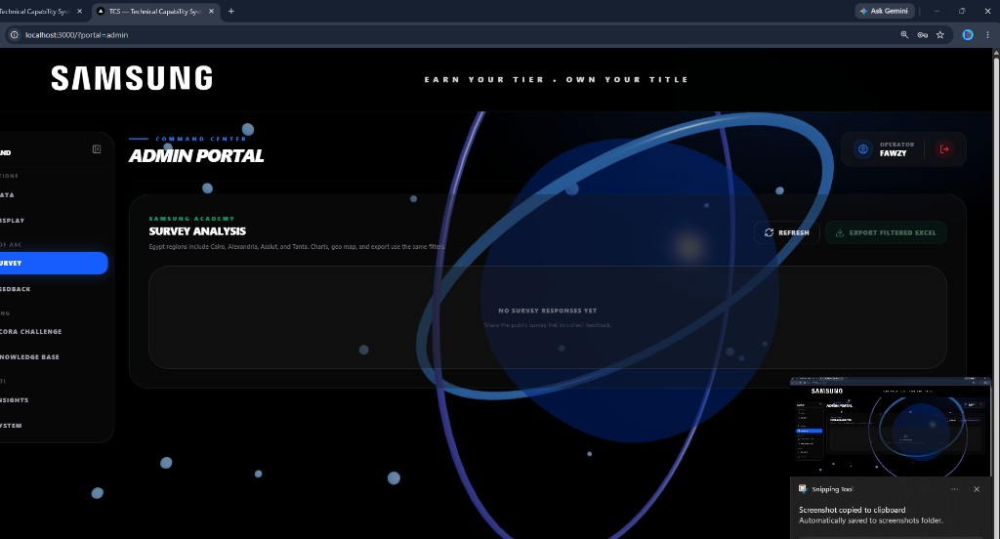 Technical Capability Sys
TCS — Technical Capability Sys
Ask Gemini
localhost:3000/?portal=admin
SAMSUNG
EARN YOUR TIER . OWN YOUR TITLE
COMMAND CENTER
ADMIN PORTAL
OPERATOR
FAWZY
AND
TIONS
ATA
ISPLAY
OF ASC
URVEY
EEDBACK
NG
CORA CHALLENGE
NOWLEDGE BASE
NSIGHTS
YSTEM
SAMSUNG ACADEMY
SURVEY ANALYSIS
Egypt regions include Cairo, Alexandria, Assiut, and Tanta. Charts, geo map, and export use the same filters.
REFRESH
EXPORT FILTERED EXCEL
NO SURVEY RESPONSES YET
Share the public survey link to collect feedback.
SAMSUNG
ADMIN PORTAL
Snipping Tool
Screenshot copied to clipboard
Automatically saved to screenshots folder.